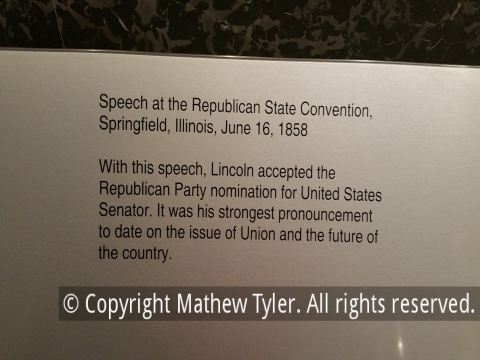 Speech at the Republican State Convention,
Springfield, Illinois, June 16, 1858
With this speech, Lincoln accepted the
Republican Party nomination for United States
Senator. It was his strongest pronouncement
to date on the issue of Union and the future of
the country.
© Copyright Mathew Tyler. All rights reserved.